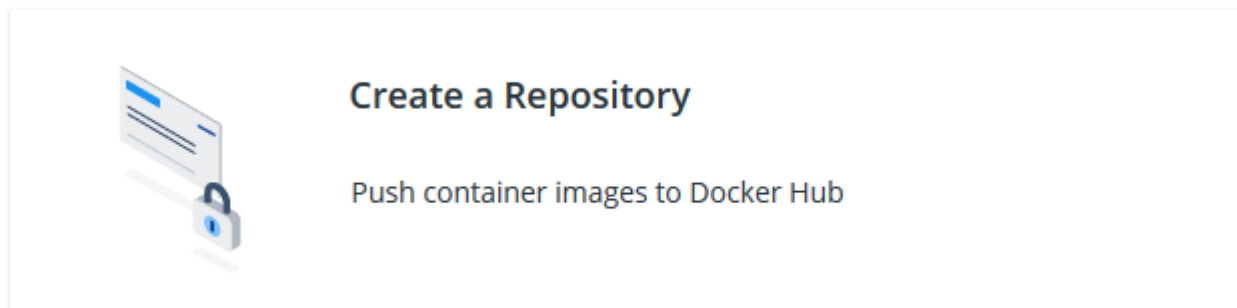 Create a Repository
Push container images to Docker Hub